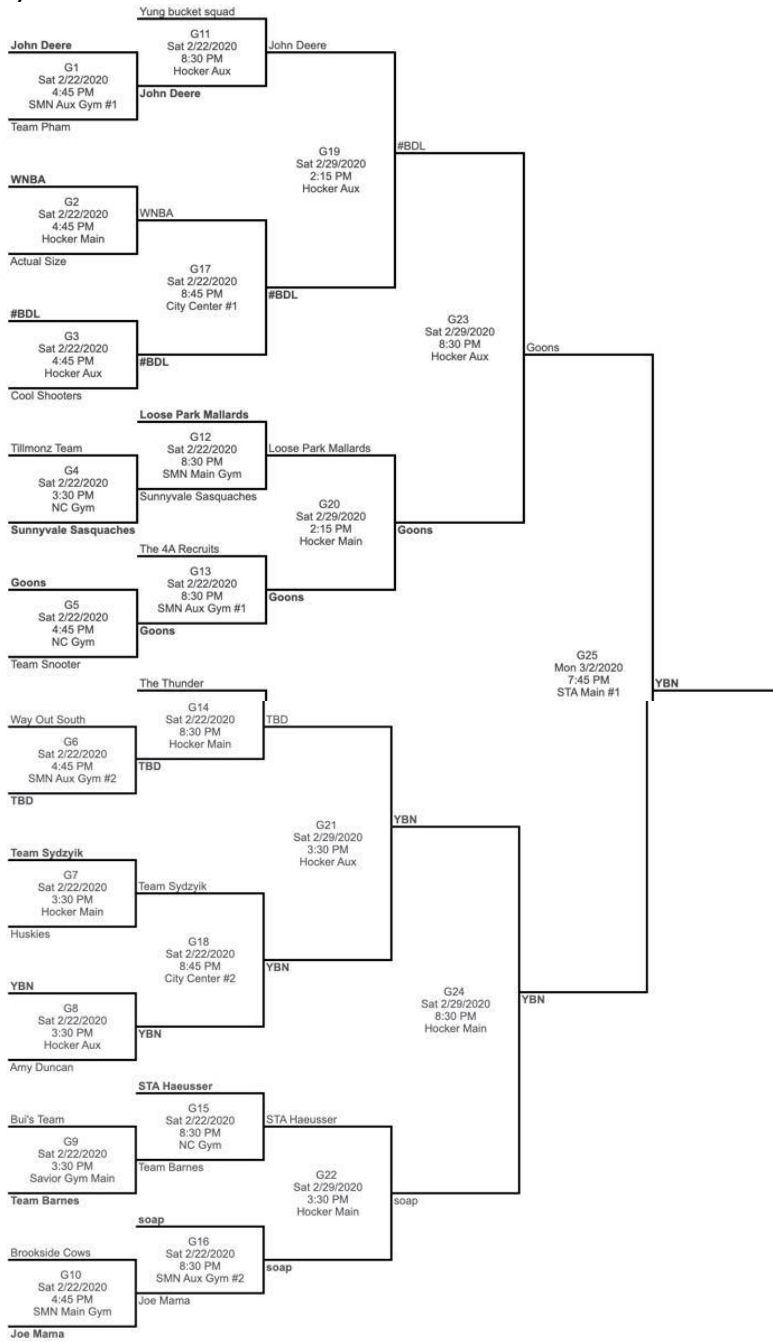 Yung bucket squad
John Deere
G1
Sat 2/22/2020
4:45 PM
SMN Aux Gym #1
Team Pham
G11
Sat 2/22/2020
8:30 PM
Hocker Aux
John Deere
John Deere
WNBA
G2
Sat 2/22/2020
4:45 PM
Hocker Main
Actual Size
WNBA
G17
Sat 2/22/2020
8:45 PM
City Center #1
#BDL
G3
Sat 2/22/2020
4:45 PM
Hocker Aux
Cool Shooters
#BDL
#BDL
G19
Sat 2/29/2020
2:15 PM
Hocker Aux
#BDL
Loose Park Mallards
Tillmonz Team
G4
Sat 2/22/2020
3:30 PM
NC Gym
Sunnyvale Sasquaches
G12
Sat 2/22/2020
8:30 PM
SMN Main Gym
Sunnyvale Sasquaches
Loose Park Mallards
The 4A Recruits
Goons
G5
Sat 2/22/2020
4:45 PM
NC Gym
Team Snooter
G13
Sat 2/22/2020
8:30 PM
SMN Aux Gym #1
Goons
Goons
G20
Sat 2/29/2020
2:15 PM
Hocker Main
Goons
G23
Sat 2/29/2020
8:30 PM
Hocker Aux
Goons
G25
Mon 3/2/2020
7:45 PM
STA Main #1
YBN
The Thunder
Way Out South
G6
Sat 2/22/2020
4:45 PM
SMN Aux Gym #2
TBD
G14
Sat 2/22/2020
8:30 PM
Hocker Main
TBD
TBD
Team Sydzyik
G7
Sat 2/22/2020
3:30 PM
Hocker Main
Huskies
Team Sydzyik
G18
Sat 2/22/2020
8:45 PM
City Center #2
YBN
G8
Sat 2/22/2020
3:30 PM
Hocker Aux
Amy Duncan
YBN
YBN
G21
Sat 2/29/2020
3:30 PM
Hocker Aux
YBN
STA Haeusser
Bui's Team
G9
Sat 2/22/2020
3:30 PM
Savior Gym Main
Team Barnes
G15
Sat 2/22/2020
8:30 PM
NC Gym
Team Barnes
STA Haeusser
soap
Brookside Cows
G10
Sat 2/22/2020
4:45 PM
SMN Main Gym
Joe Mama
G16
Sat 2/22/2020
8:30 PM
SMN Aux Gym #2
Joe Mama
soap
G22
Sat 2/29/2020
3:30 PM
Hocker Main
soap
G24
Sat 2/29/2020
8:30 PM
Hocker Main
YBN